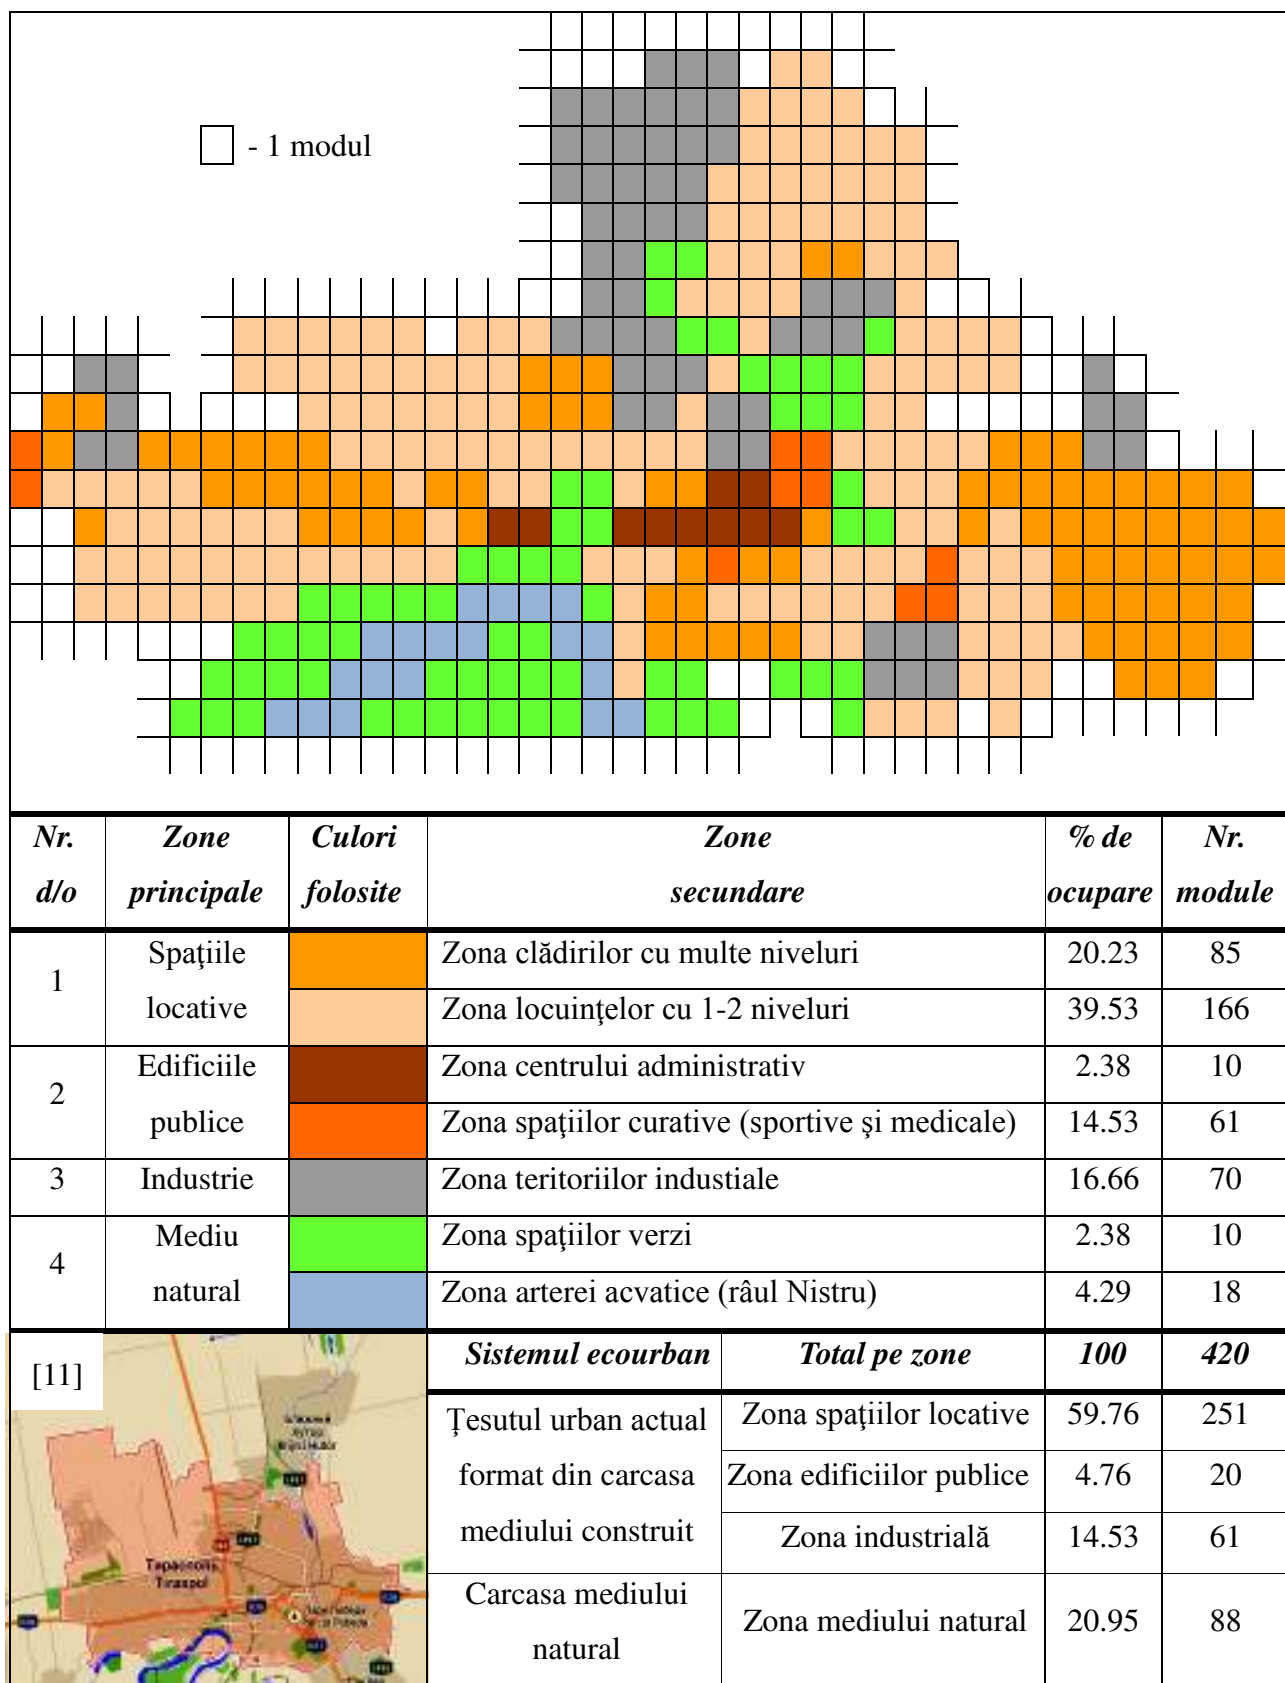 - 1 modul
Nr. d/o
Zone principale
Culori folosite
Zone secundare
% de ocupare
Nr. module
1
Spaţiile locative
Zona clădirilor cu multe niveluri
20.23
85
Zona locuinţelor cu 1-2 niveluri
39.53
166
2
Edificiile publice
Zona centrului administrativ
2.38
10
Zona spaţiilor curative (sportive şi medicale)
14.53
61
3
Industrie
Zona teritoriilor industiale
16.66
70
4
Mediu natural
Zona spaţiilor verzi
2.38
10
Zona arterei acvatice (râul Nistru)
4.29
18
[11]
Тирасполь
Tiraspol
Sistemul ecourban
Total pe zone
100
420
Ţesutul urban actual
format din carcasa
mediului construit
Zona spaţiilor locative
59.76
251
Zona edificiilor publice
4.76
20
Zona industrială
14.53
61
Carcasa mediului
natural
Zona mediului natural
20.95
88